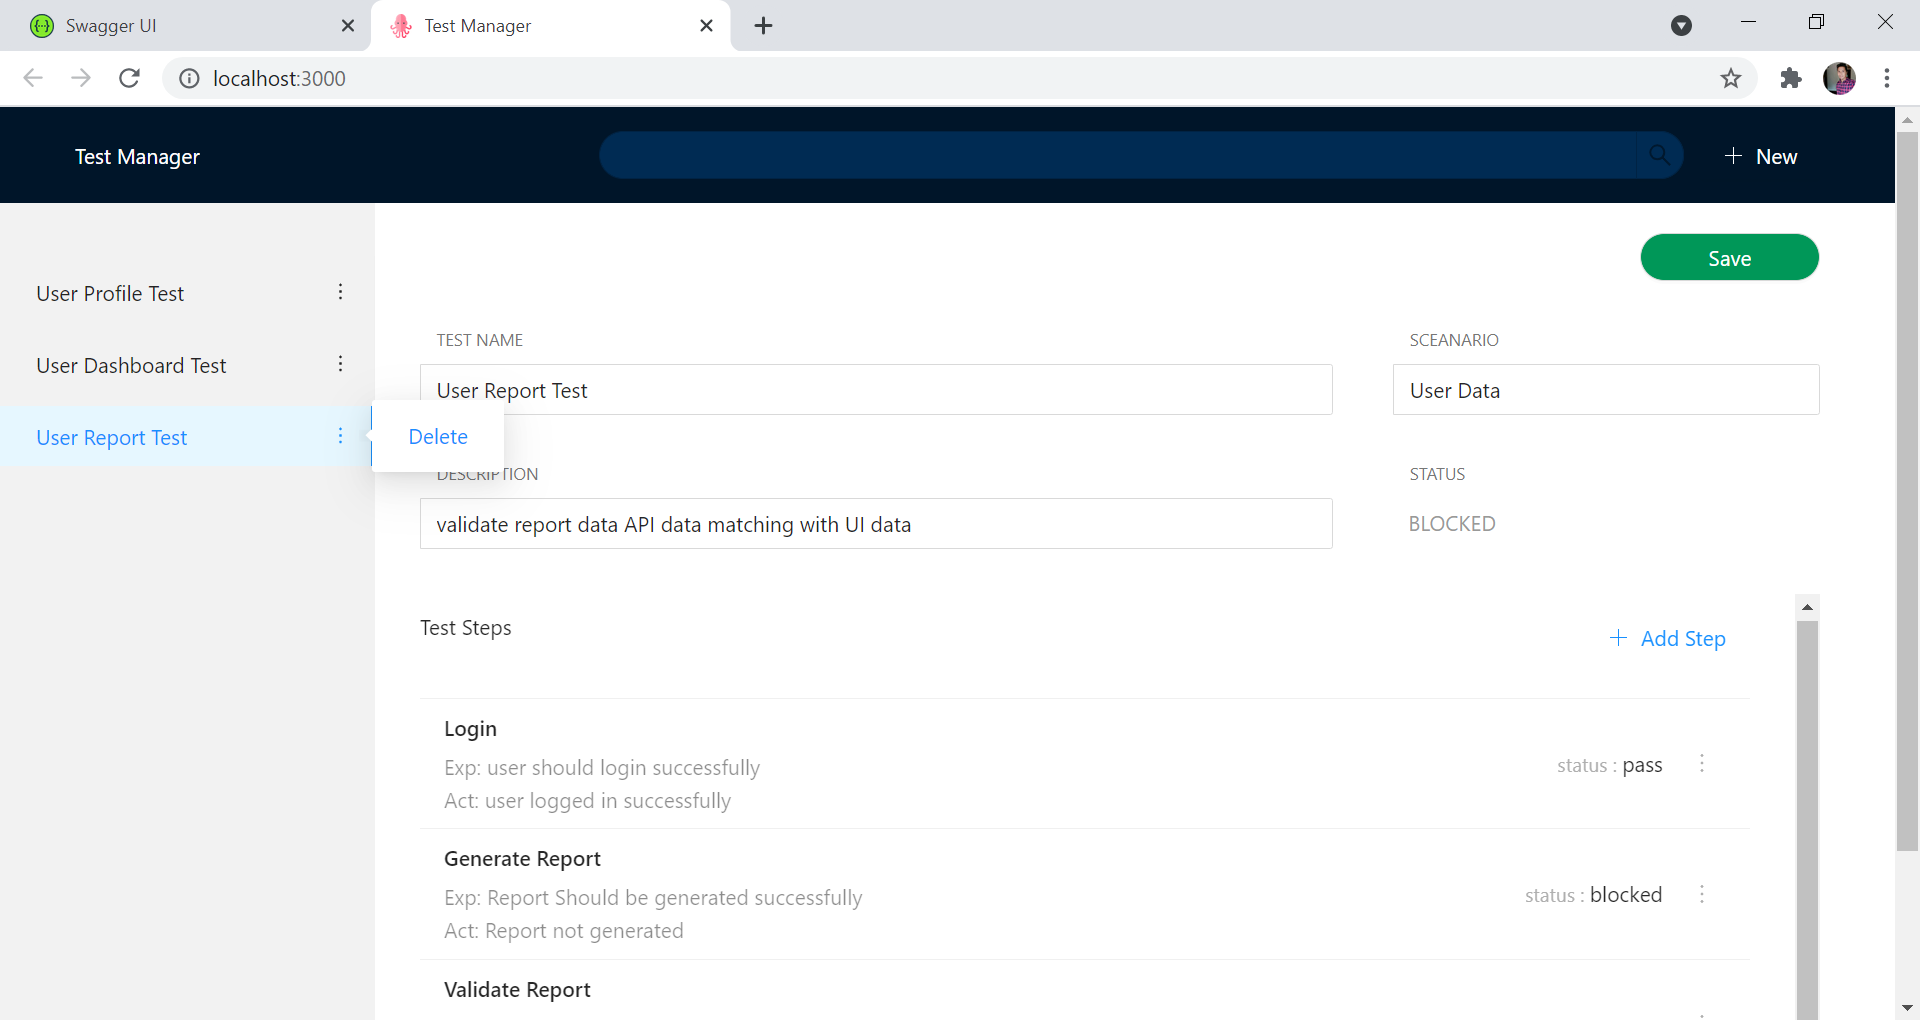 Swagger UI
Test Manager
localhost:3000
Test Manager
New
Save
User Profile Test
User Dashboard Test
User Report Test
Delete
TEST NAME
User Report Test
SCEANARIO
User Data
DESCRIPTION
validate report data API data matching with UI data
STATUS
BLOCKED
Test Steps
Add Step
Login
Exp: user should login successfully
Act: user logged in successfully
status : pass
Generate Report
Exp: Report Should be generated successfully
Act: Report not generated
status : blocked
Validate Report